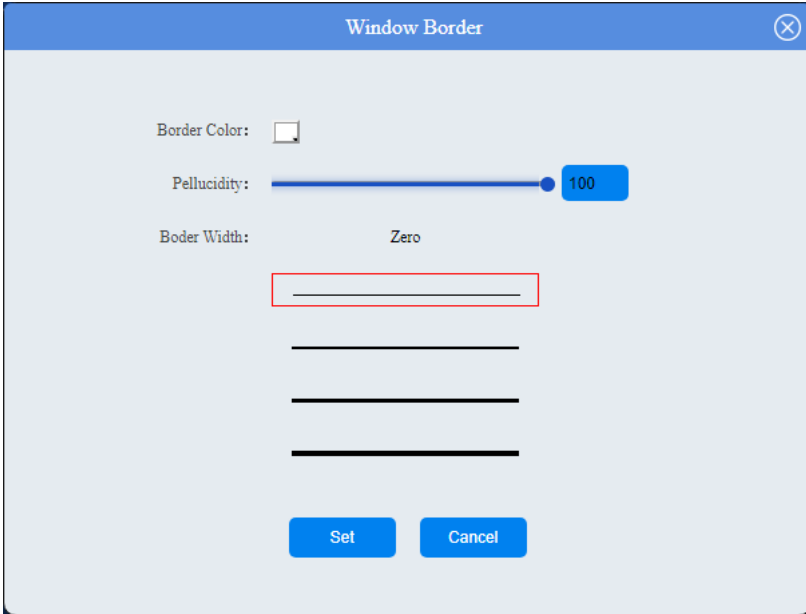 Window Border
Border Color:
Pellucidity:
100
Boder Width:
Zero
Set
Cancel